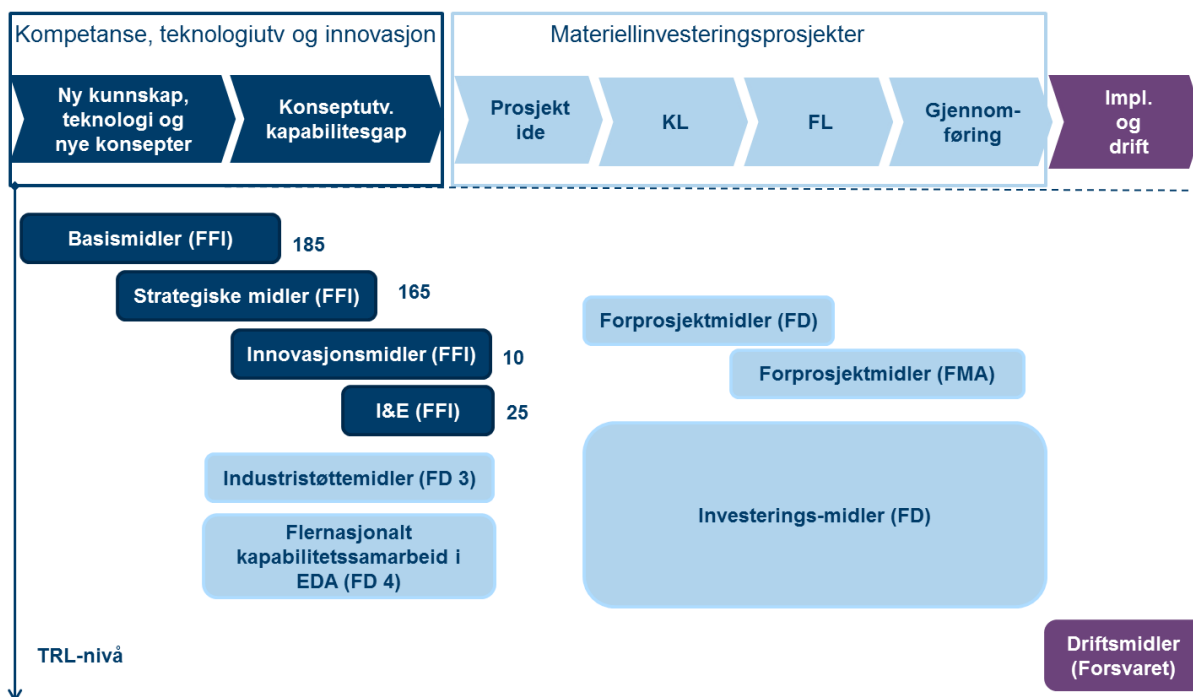 Kompetanse, teknologiutv og innovasjon
Materiellinvesteringsprosjekter
Ny kunnskap,
teknologi og
nye konsepter
Konseptutv.
kapabilitesgap
Prosjekt
ide
KL
FL
Gjennom-
føring
Impl.
og
drift
Basismidler (FFI)
185
Strategiske midler (FFI)
165
Forprosjektmidler (FD)
Innovasjonsmidler (FFI)
10
Forprosjektmidler (FMA)
I&E (FFI)
25
Industristøttemidler (FD 3)
Investerings-midler (FD)
Flernasjonalt
kapabilitetssamarbeid i
EDA (FD 4)
TRL-nivå
Driftsmidler
(Forsvaret)